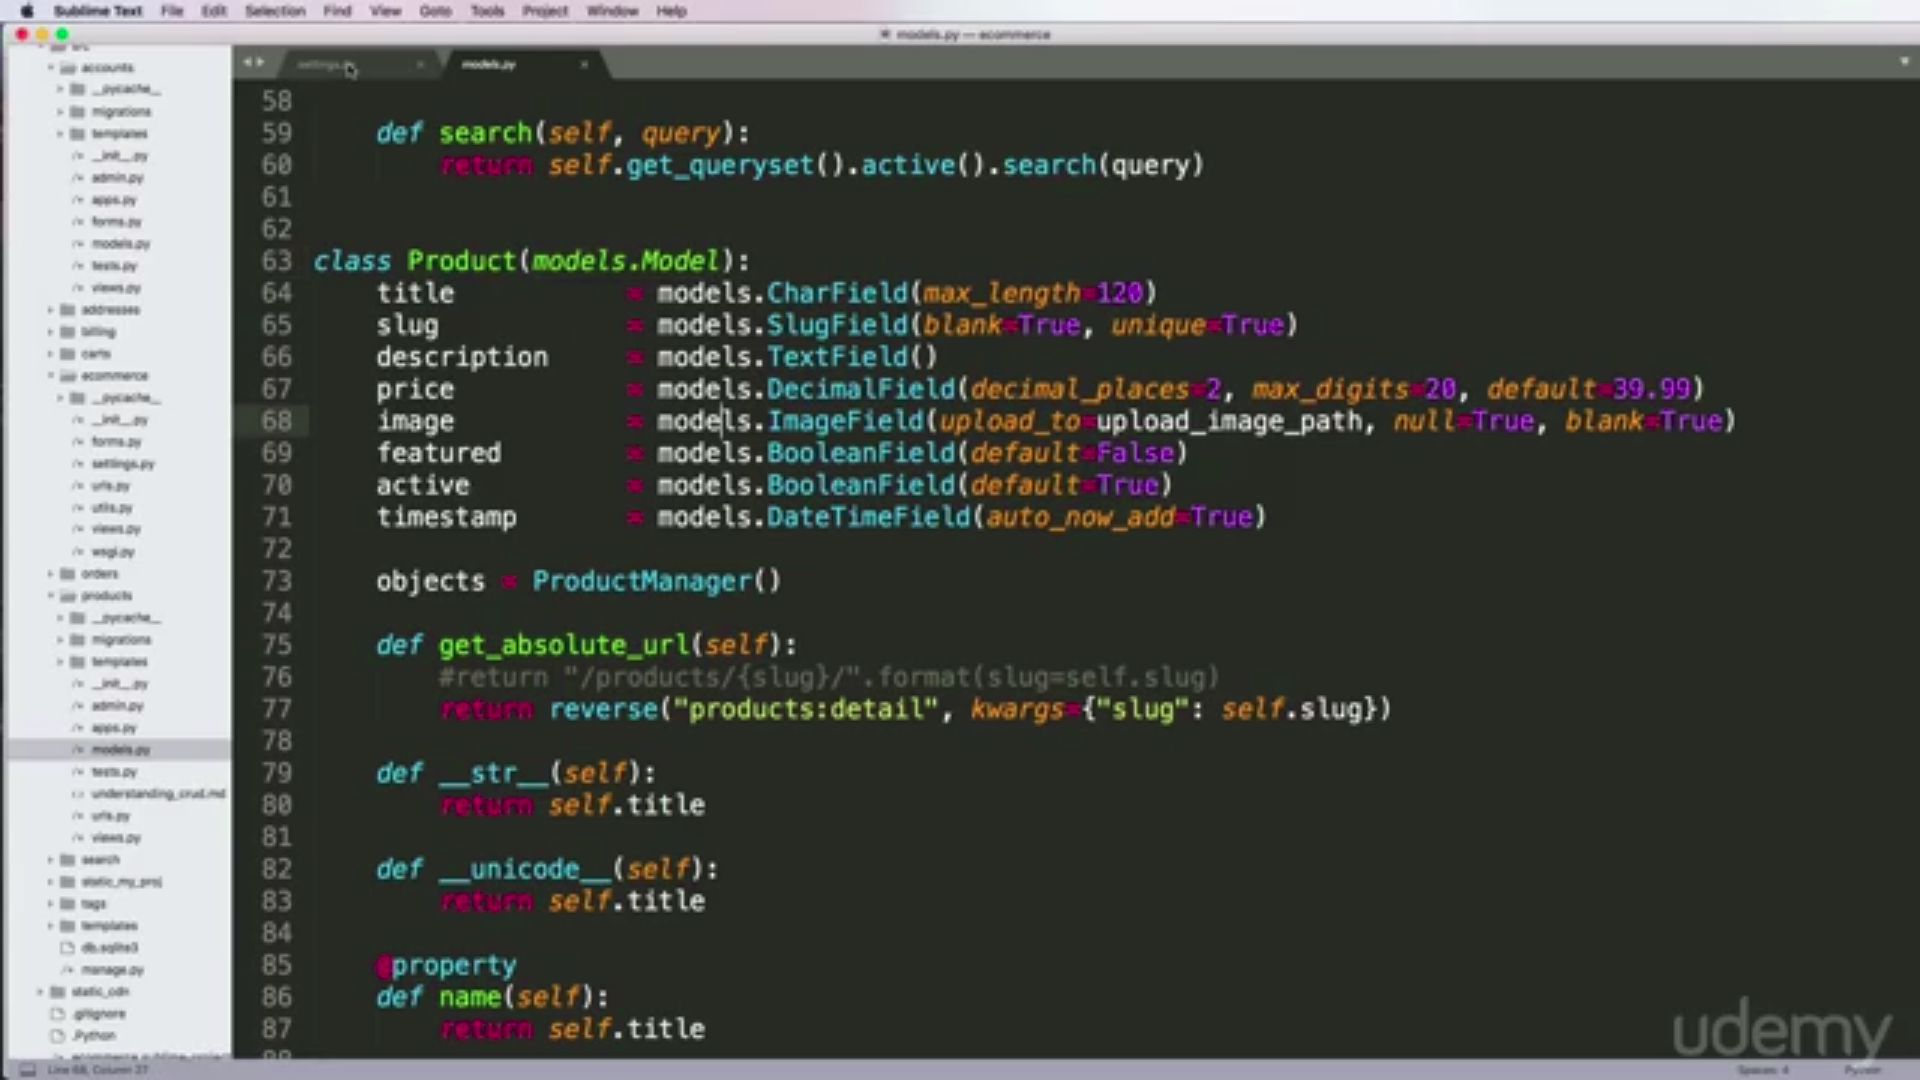 Sublime Text File Edit Selection Find View Goto Tools Project Window Help
models.py — ecommerce
settings.py models.py
src
accounts
__pycache__
migrations
templates
__init__.py
admin.py
apps.py
forms.py
models.py
tests.py
views.py
addresses
billing
carts
ecommerce
__pycache__
__init__.py
forms.py
settings.py
urls.py
utils.py
views.py
wsgi.py
orders
products
__pycache__
migrations
templates
__init__.py
admin.py
apps.py
models.py
tests.py
understanding_crud.md
urls.py
views.py
search
static_my_proj
tags
templates
db.sqlite3
manage.py
static_cdn
.gitignore
.Python
58
59 def search(self, query):
60 return self.get_queryset().active().search(query)
61
62
63 class Product(models.Model):
64 title = models.CharField(max_length=120)
65 slug = models.SlugField(blank=True, unique=True)
66 description = models.TextField()
67 price = models.DecimalField(decimal_places=2, max_digits=20, default=39.99)
68 image = models.ImageField(upload_to=upload_image_path, null=True, blank=True)
69 featured = models.BooleanField(default=False)
70 active = models.BooleanField(default=True)
71 timestamp = models.DateTimeField(auto_now_add=True)
72
73 objects = ProductManager()
74
75 def get_absolute_url(self):
76 #return "/products/{slug}/".format(slug=self.slug)
77 return reverse("products:detail", kwargs={"slug": self.slug})
78
79 def __str__(self):
80 return self.title
81
82 def __unicode__(self):
83 return self.title
84
85 @property
86 def name(self):
87 return self.title
udemy
Line 68, Column 27 Spaces: 4 Python